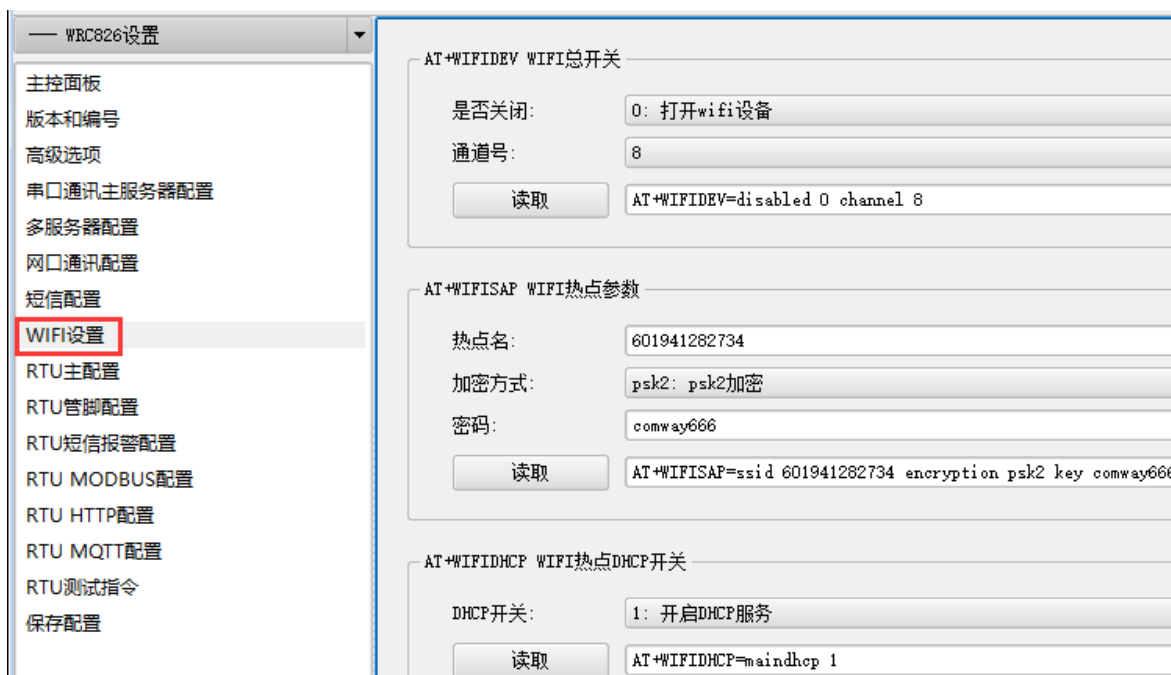 ── WRC826设置
主控面板
版本和编号
高级选项
串口通讯主服务器配置
多服务器配置
网口通讯配置
短信配置
WIFI设置
RTU主配置
RTU管脚配置
RTU短信报警配置
RTU MODBUS配置
RTU HTTP配置
RTU MQTT配置
RTU测试指令
保存配置
AT+WIFIDEV WIFI总开关
是否关闭: 0: 打开wifi设备
通道号: 8
读取 AT+WIFIDEV=disabled 0 channel 8
AT+WIFISAP WIFI热点参数
热点名: 601941282734
加密方式: psk2: psk2加密
密码: comway666
读取 AT+WIFISAP=ssid 601941282734 encryption psk2 key comway666
AT+WIFIDHCP WIFI热点DHCP开关
DHCP开关: 1: 开启DHCP服务
读取 AT+WIFIDHCP=maindhcp 1